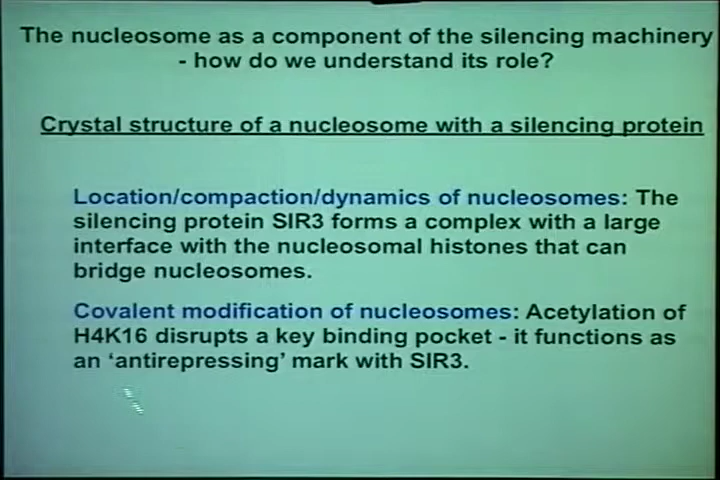 The nucleosome as a component of the silencing machinery
- how do we understand its role?
Crystal structure of a nucleosome with a silencing protein
Location/compaction/dynamics of nucleosomes: The
silencing protein SIR3 forms a complex with a large
interface with the nucleosomal histones that can
bridge nucleosomes.
Covalent modification of nucleosomes: Acetylation of
H4K16 disrupts a key binding pocket - it functions as
an ‘antirepressing’ mark with SIR3.